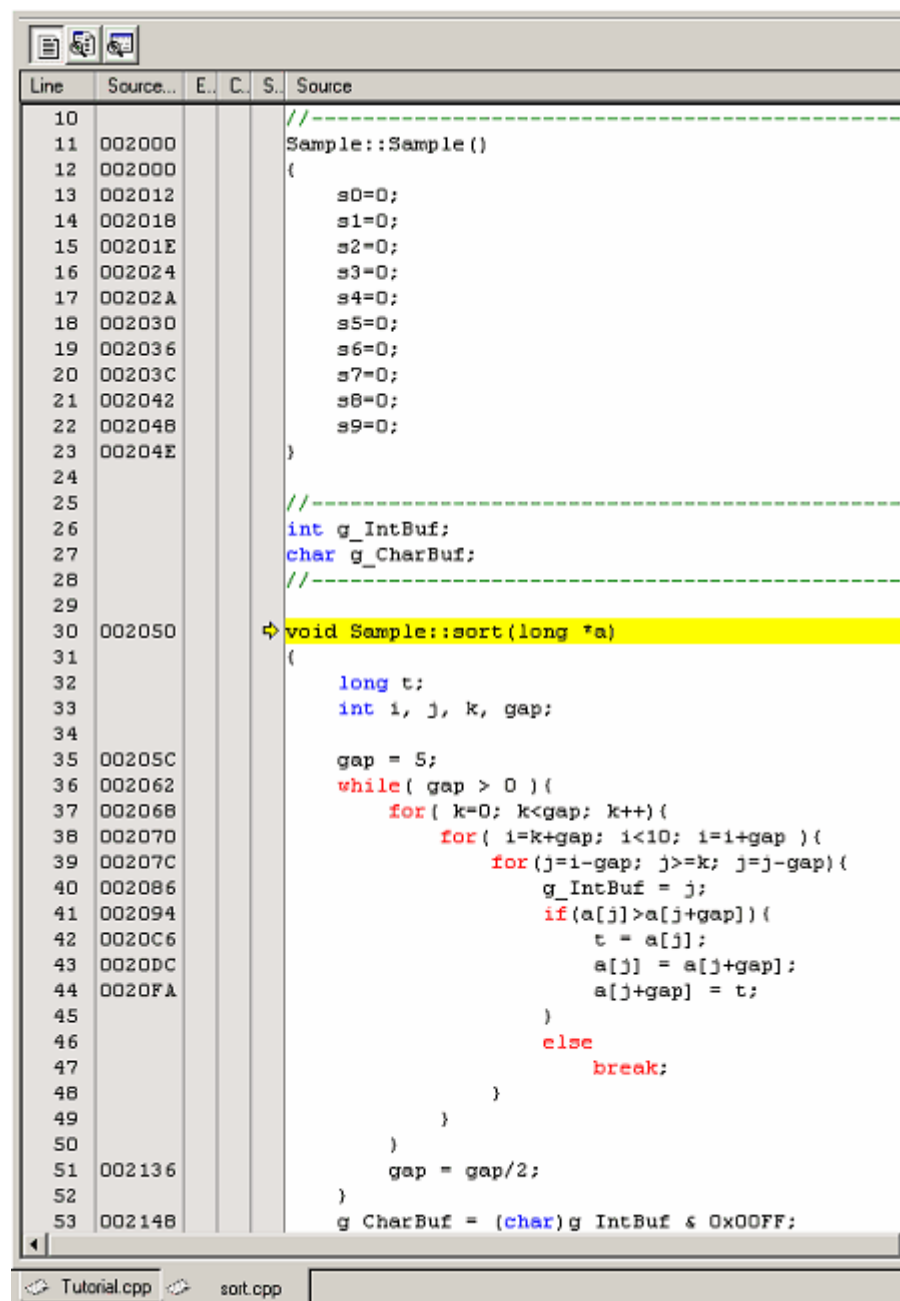 Line Source... E.. C.. S.. Source
10 //----------------------------------------------
11 002000 Sample::Sample()
12 002000 {
13 002012 s0=0;
14 002018 s1=0;
15 00201E s2=0;
16 002024 s3=0;
17 00202A s4=0;
18 002030 s5=0;
19 002036 s6=0;
20 00203C s7=0;
21 002042 s8=0;
22 002048 s9=0;
23 00204E }
24
25 //----------------------------------------------
26 int g_IntBuf;
27 char g_CharBuf;
28 //----------------------------------------------
29
30 002050 void Sample::sort(long *a)
31 {
32 long t;
33 int i, j, k, gap;
34
35 00205C gap = 5;
36 002062 while( gap > 0 ){
37 002068 for( k=0; k<gap; k++){
38 002070 for( i=k+gap; i<10; i=i+gap ){
39 00207C for(j=i-gap; j>=k; j=j-gap){
40 002086 g_IntBuf = j;
41 002094 if(a[j]>a[j+gap]){
42 0020C6 t = a[j];
43 0020DC a[j] = a[j+gap];
44 0020FA a[j+gap] = t;
45 }
46 else
47 break;
48 }
49 }
50 }
51 002136 gap = gap/2;
52 }
53 002148 g_CharBuf = (char)g_IntBuf & 0x00FF;
Tutorial.cpp sort.cpp